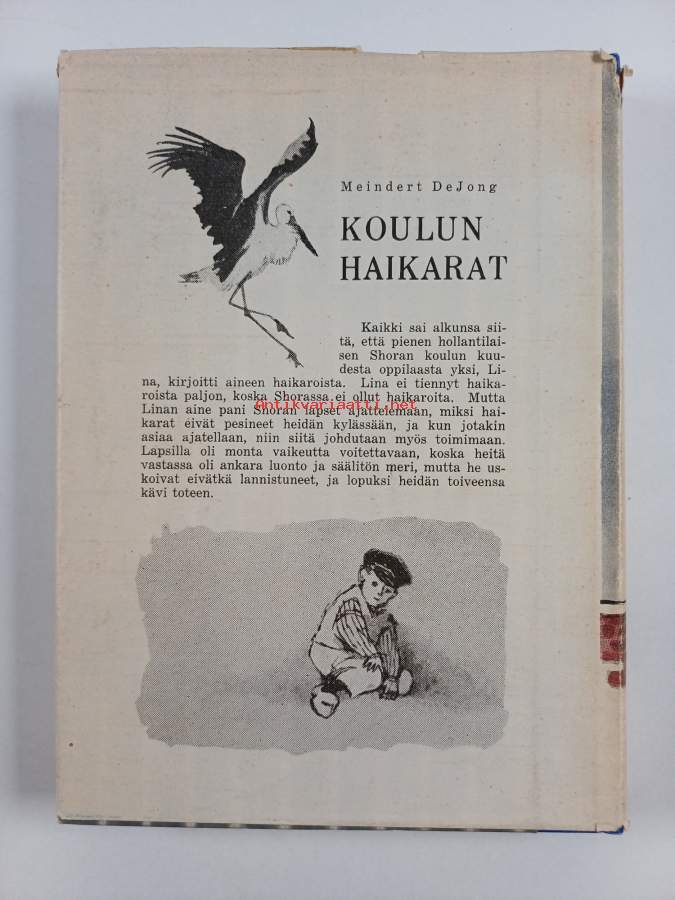 Meindert DeJong
KOULUN
HAIKARAT
Kaikki sai alkunsa sii-
tä, että pienen hollantilai-
sen Shoran koulun kuu-
desta oppilaasta yksi, Li-
na, kirjoitti aineen haikaroista. Lina ei tiennyt haika-
roista paljon, koska Shorassa ei ollut haikaroita. Mutta
Antikvariaatti.net
Linan aine pani Shoran lapset ajattelemaan, miksi hai-
karat eivät pesineet heidän kylässään, ja kun jotakin
asiaa ajatellaan, niin siitä johdutaan myös toimimaan.
Lapsilla oli monta vaikeutta voitettavaan, koska heitä
vastassa oli ankara luonto ja säälitön meri, mutta he us-
koivat eivätkä lannistuneet, ja lopuksi heidän toiveensa
kävi toteen.